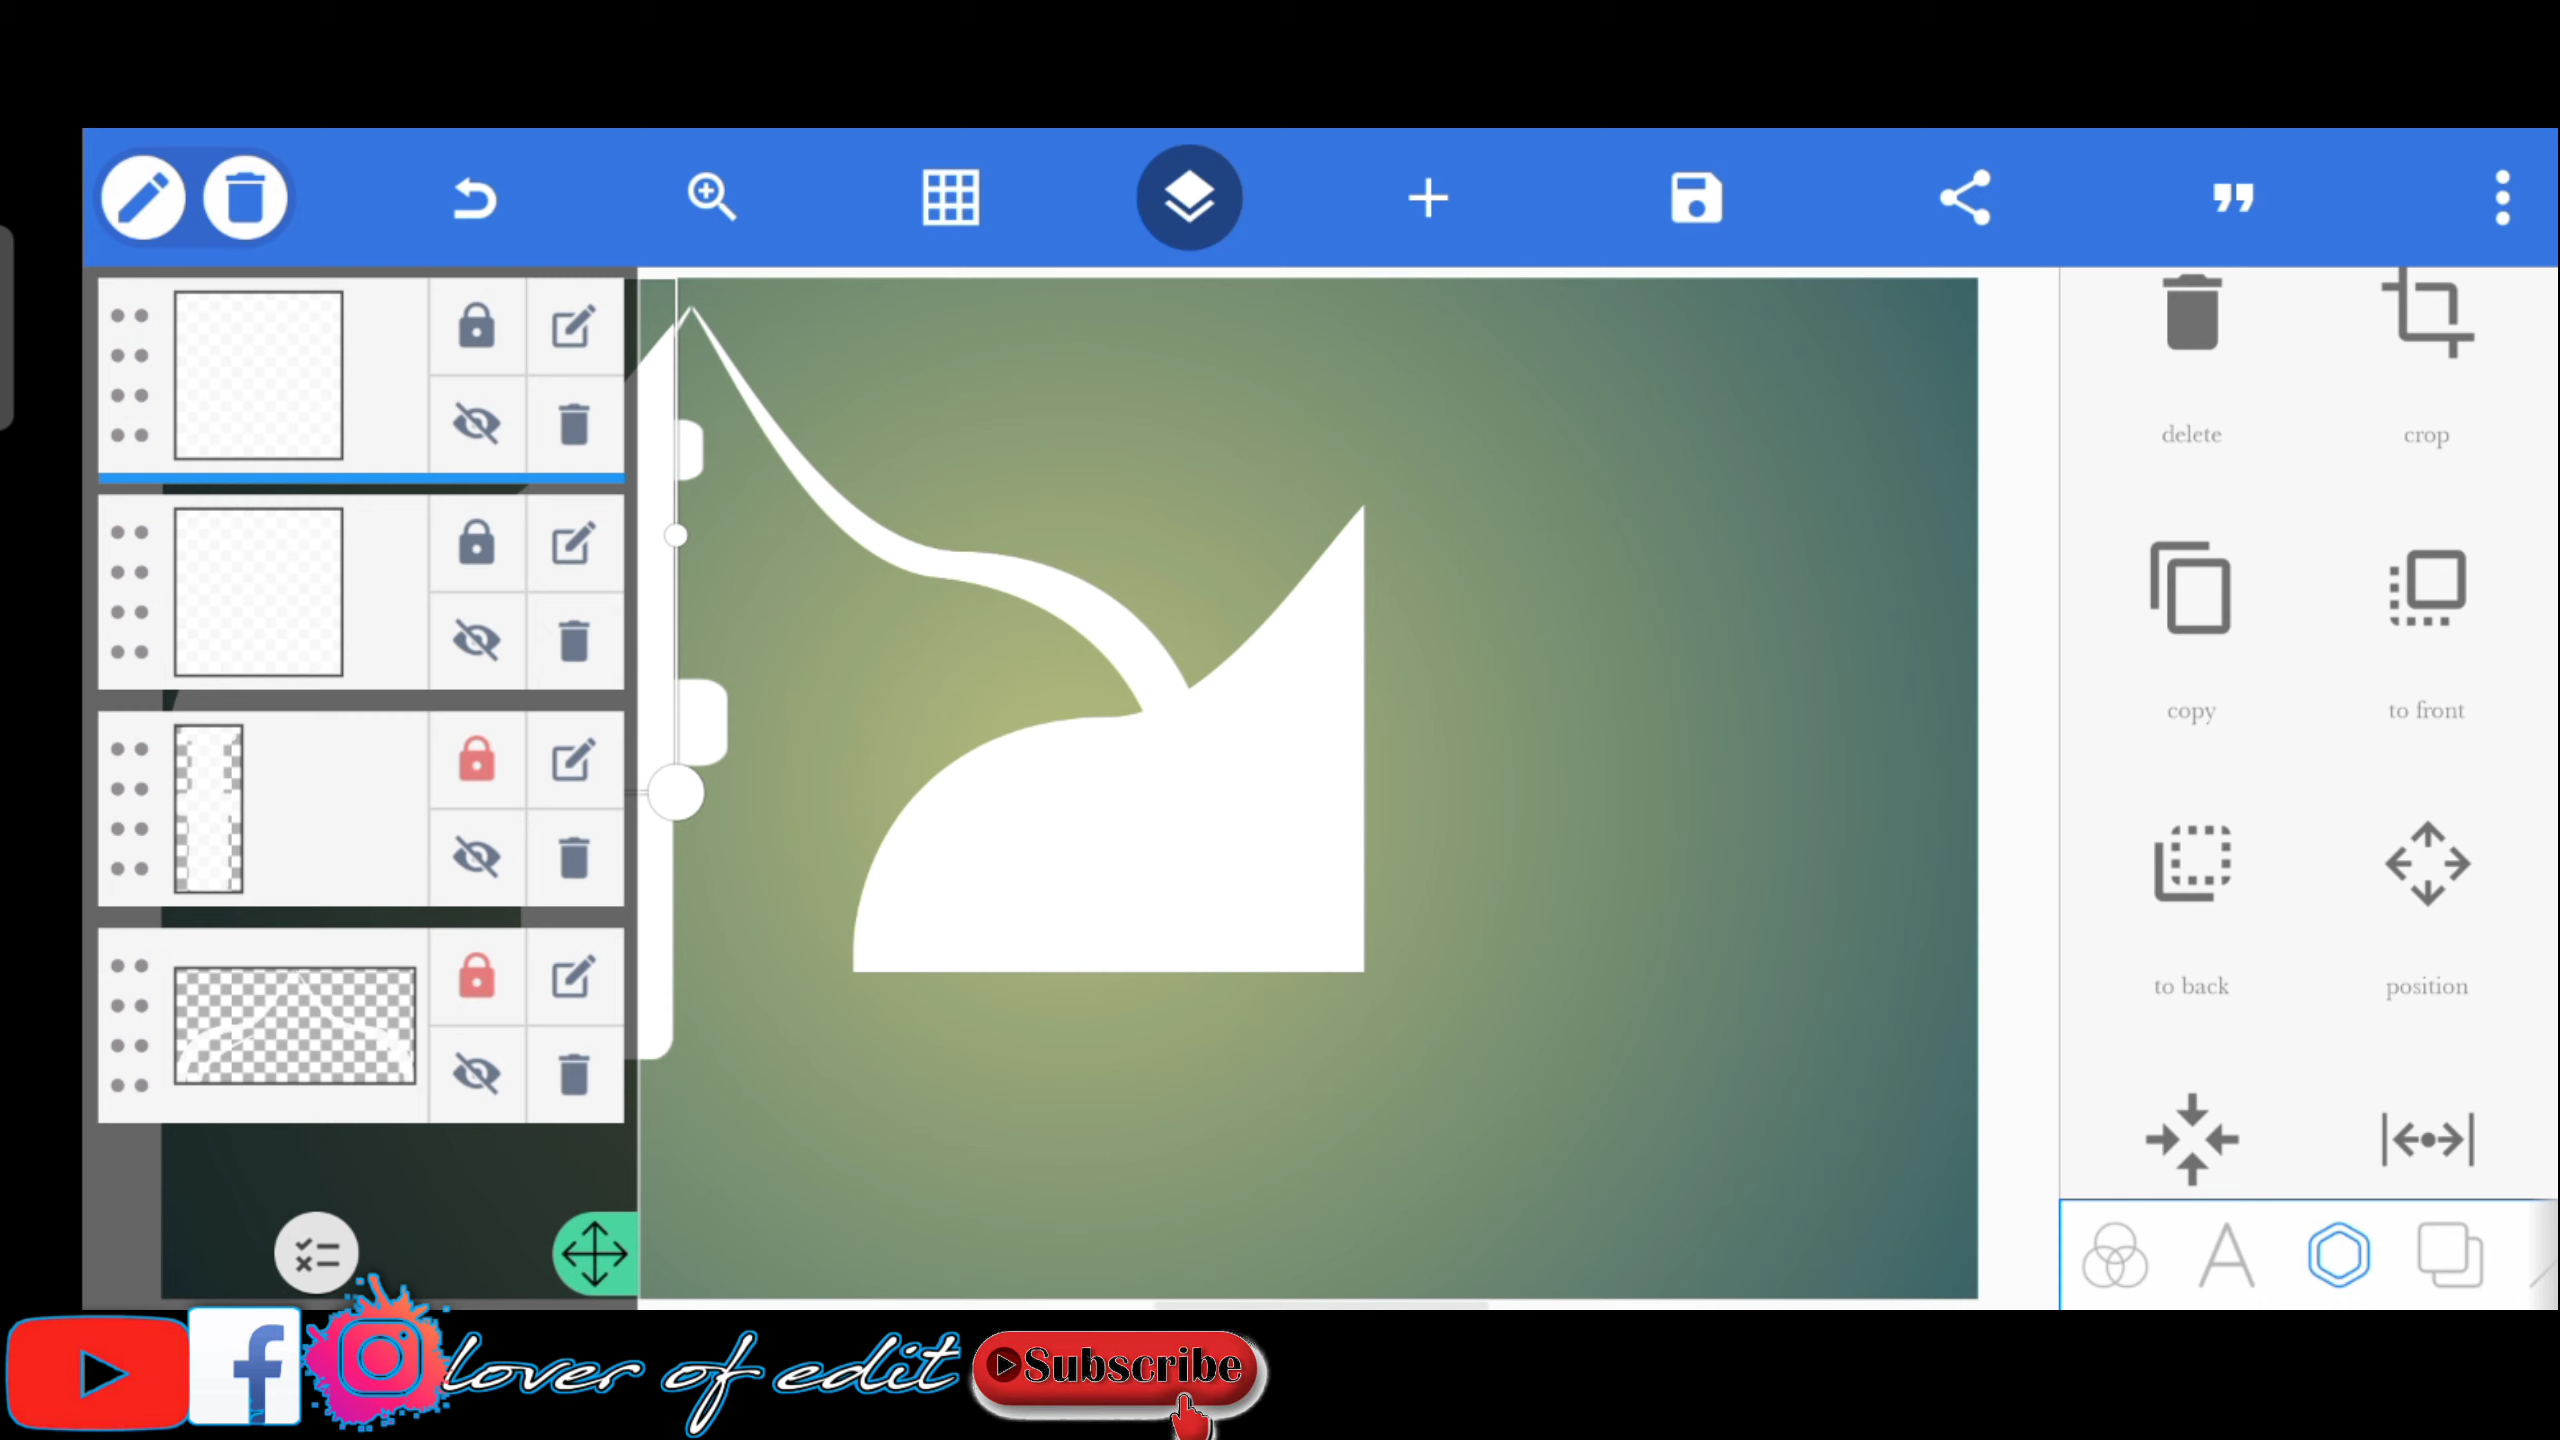 delete crop
copy to front
to back position
lover of edit Subscribe